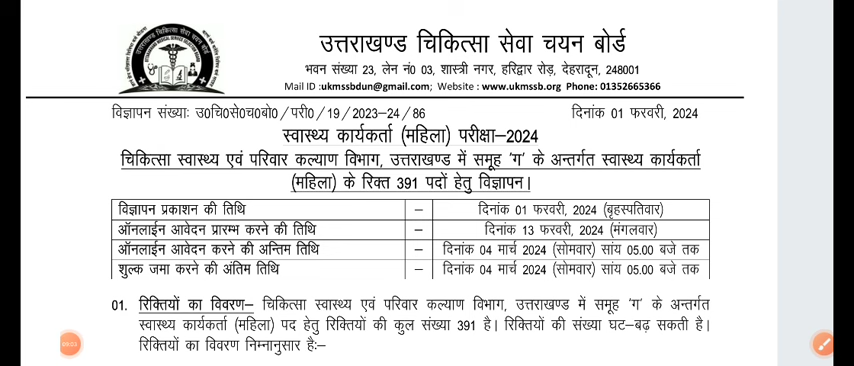 उत्तराखण्ड चिकित्सा सेवा चयन बोर्ड
भवन संख्या 23, लेन नं0 03, शास्त्री नगर, हरिद्वार रोड़, देहरादून, 248001
Mail ID :ukmssbdun@gmail.com; Website : www.ukmssb.org Phone: 01352665366
विज्ञापन संख्याः उ0चि0से0च0बो0/परी0/19/2023-24/86 दिनांक 01 फरवरी, 2024
स्वास्थ्य कार्यकर्ता (महिला) परीक्षा–2024
चिकित्सा स्वास्थ्य एवं परिवार कल्याण विभाग, उत्तराखण्ड में समूह 'ग' के अन्तर्गत स्वास्थ्य कार्यकर्ता
(महिला) के रिक्त 391 पदों हेतु विज्ञापन।
विज्ञापन प्रकाशन की तिथि – दिनांक 01 फरवरी, 2024 (बृहस्पतिवार)
ऑनलाईन आवेदन प्रारम्भ करने की तिथि – दिनांक 13 फरवरी, 2024 (मंगलवार)
ऑनलाईन आवेदन करने की अन्तिम तिथि – दिनांक 04 मार्च 2024 (सोमवार) सांय 05.00 बजे तक
शुल्क जमा करने की अंतिम तिथि – दिनांक 04 मार्च 2024 (सोमवार) सांय 05.00 बजे तक
01. रिक्तियों का विवरण– चिकित्सा स्वास्थ्य एवं परिवार कल्याण विभाग, उत्तराखण्ड में समूह 'ग' के अन्तर्गत
स्वास्थ्य कार्यकर्ता (महिला) पद हेतु रिक्तियों की कुल संख्या 391 है। रिक्तियों की संख्या घट–बढ़ सकती है।
रिक्तियों का विवरण निम्नानुसार है:–